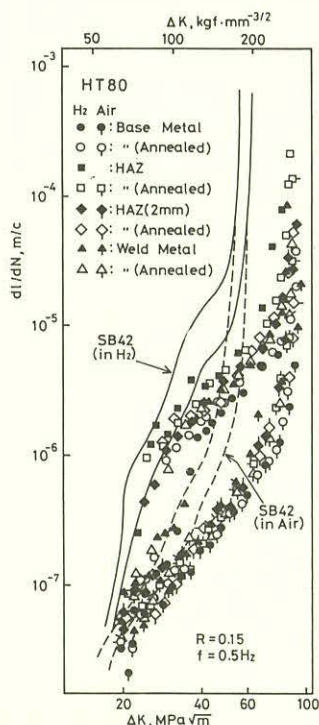 ΔK, kgf·mm⁻³/²
50 100 200
10⁻³
HT80
H₂ Air
: Base Metal
: 〃 (Annealed)
: HAZ
: 〃 (Annealed)
: HAZ(2mm)
: 〃 (Annealed)
: Weld Metal
: 〃 (Annealed)
10⁻⁴
dl/dN, m/c
10⁻⁵
SB42
(in H₂)
10⁻⁶
SB42
(in Air)
10⁻⁷
R = 0.15
f = 0.5Hz
20 40 60 100
ΔK, MPa√m